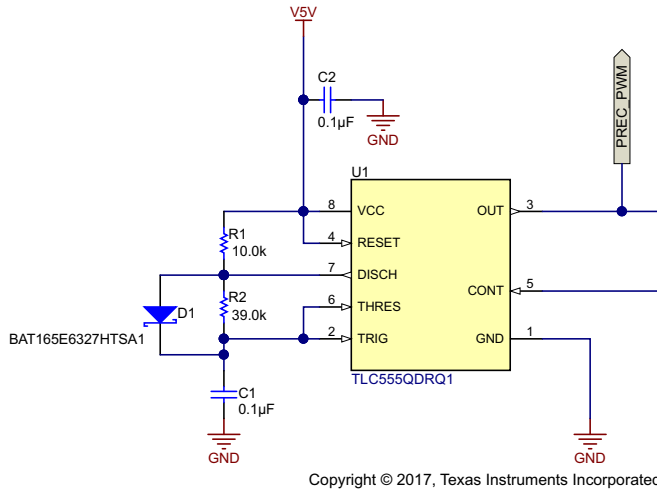 V5V
C2
0.1µF
GND
PREC_PWM
U1
8
VCC
OUT
3
4
RESET
R1
10.0k
7
DISCH
R2
39.0k
CONT
5
6
THRES
D1
BAT165E6327HTSA1
2
TRIG
GND
1
TLC555QDRQ1
C1
0.1µF
GND
GND
Copyright © 2017, Texas Instruments Incorporated